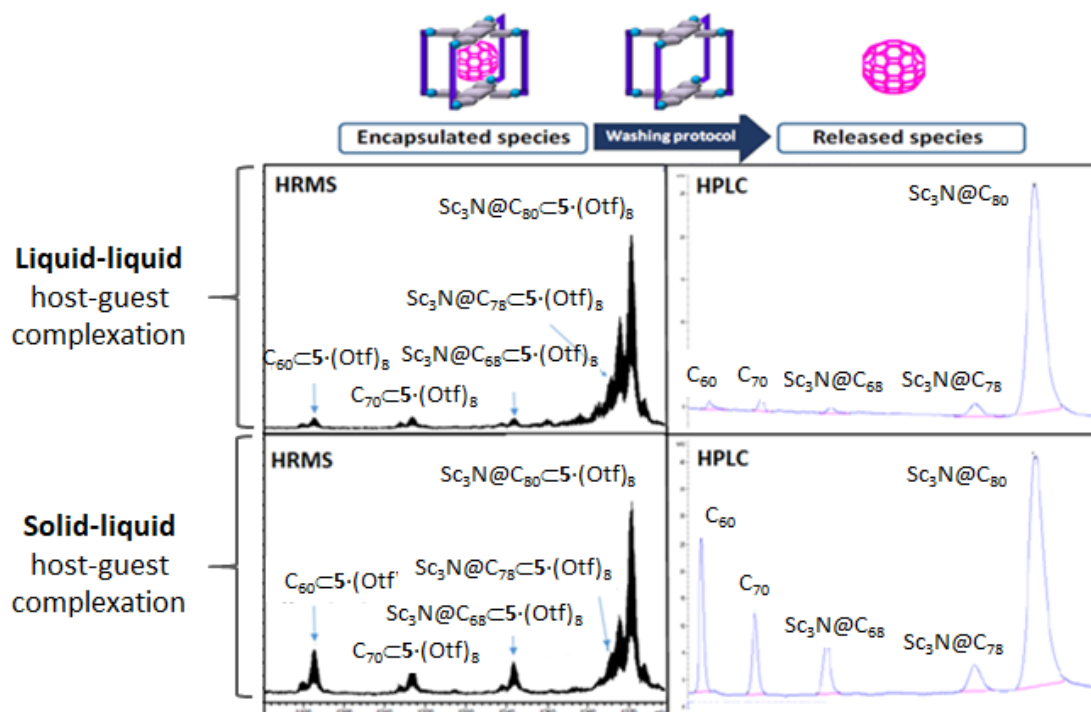 Encapsulated species
Washing protocol
Released species
Liquid-liquid
host-guest
complexation
HRMS
Sc₃N@C₈₀⊂5·(Otf)₈
Sc₃N@C₇₈⊂5·(Otf)₈
C₆₀⊂5·(Otf)₈
Sc₃N@C₆₈⊂5·(Otf)₈
C₇₀⊂5·(Otf)₈
HPLC
Sc₃N@C₈₀
C₆₀
C₇₀
Sc₃N@C₆₈
Sc₃N@C₇₈
Solid-liquid
host-guest
complexation
HRMS
Sc₃N@C₈₀⊂5·(Otf)₈
C₆₀⊂5·(Otf)
Sc₃N@C₇₈⊂5·(Otf)₈
Sc₃N@C₆₈⊂5·(Otf)₈
C₇₀⊂5·(Otf)₈
HPLC
Sc₃N@C₈₀
C₆₀
C₇₀
Sc₃N@C₆₈
Sc₃N@C₇₈